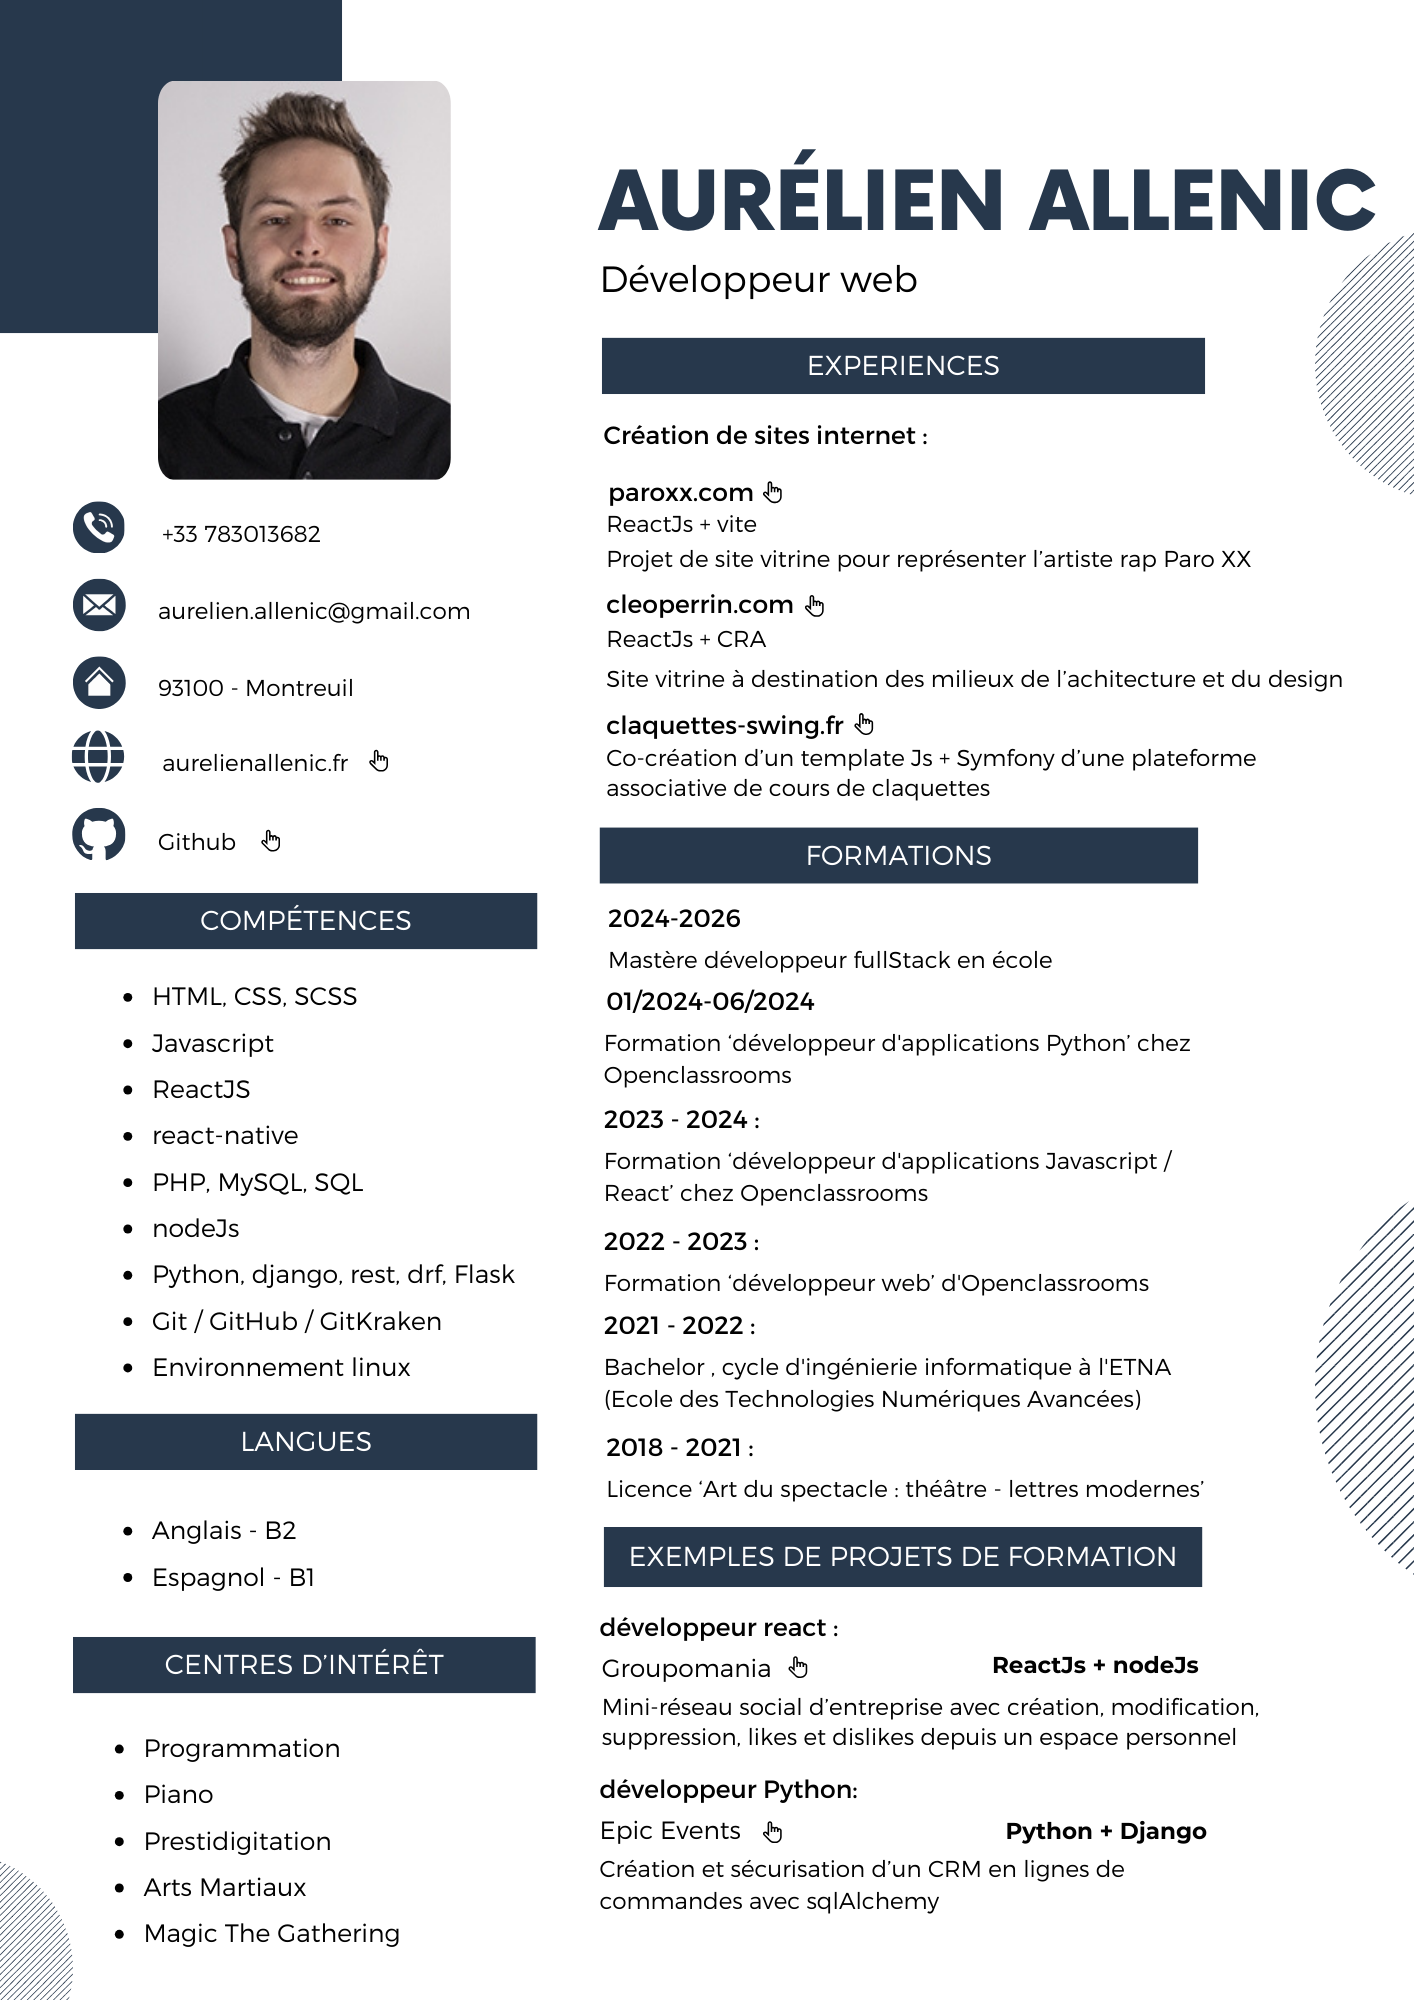 AURÉLIEN ALLENIC
Développeur web
+33 783013682
aurelien.allenic@gmail.com
93100 - Montreuil
aurelienallenic.fr
Github
COMPÉTENCES
HTML, CSS, SCSS
Javascript
ReactJS
react-native
PHP, MySQL, SQL
nodeJs
Python, django, rest, drf, Flask
Git / GitHub / GitKraken
Environnement linux
LANGUES
Anglais - B2
Espagnol - B1
CENTRES D’INTÉRÊT
Programmation
Piano
Prestidigitation
Arts Martiaux
Magic The Gathering
EXPERIENCES
Création de sites internet :
paroxx.com
ReactJs + vite
Projet de site vitrine pour représenter l’artiste rap Paro XX
cleoperrin.com
ReactJs + CRA
Site vitrine à destination des milieux de l’achitecture et du design
claquettes-swing.fr
Co-création d’un template Js + Symfony d’une plateforme
associative de cours de claquettes
FORMATIONS
2024-2026
Mastère développeur fullStack en école
01/2024-06/2024
Formation ‘développeur d'applications Python’ chez
Openclassrooms
2023 - 2024 :
Formation ‘développeur d'applications Javascript /
React’ chez Openclassrooms
2022 - 2023 :
Formation ‘développeur web’ d'Openclassrooms
2021 - 2022 :
Bachelor , cycle d'ingénierie informatique à l'ETNA
(Ecole des Technologies Numériques Avancées)
2018 - 2021 :
Licence ‘Art du spectacle : théâtre - lettres modernes’
EXEMPLES DE PROJETS DE FORMATION
développeur react :
Groupomania ReactJs + nodeJs
Mini-réseau social d’entreprise avec création, modification,
suppression, likes et dislikes depuis un espace personnel
développeur Python:
Epic Events Python + Django
Création et sécurisation d’un CRM en lignes de
commandes avec sqlAlchemy